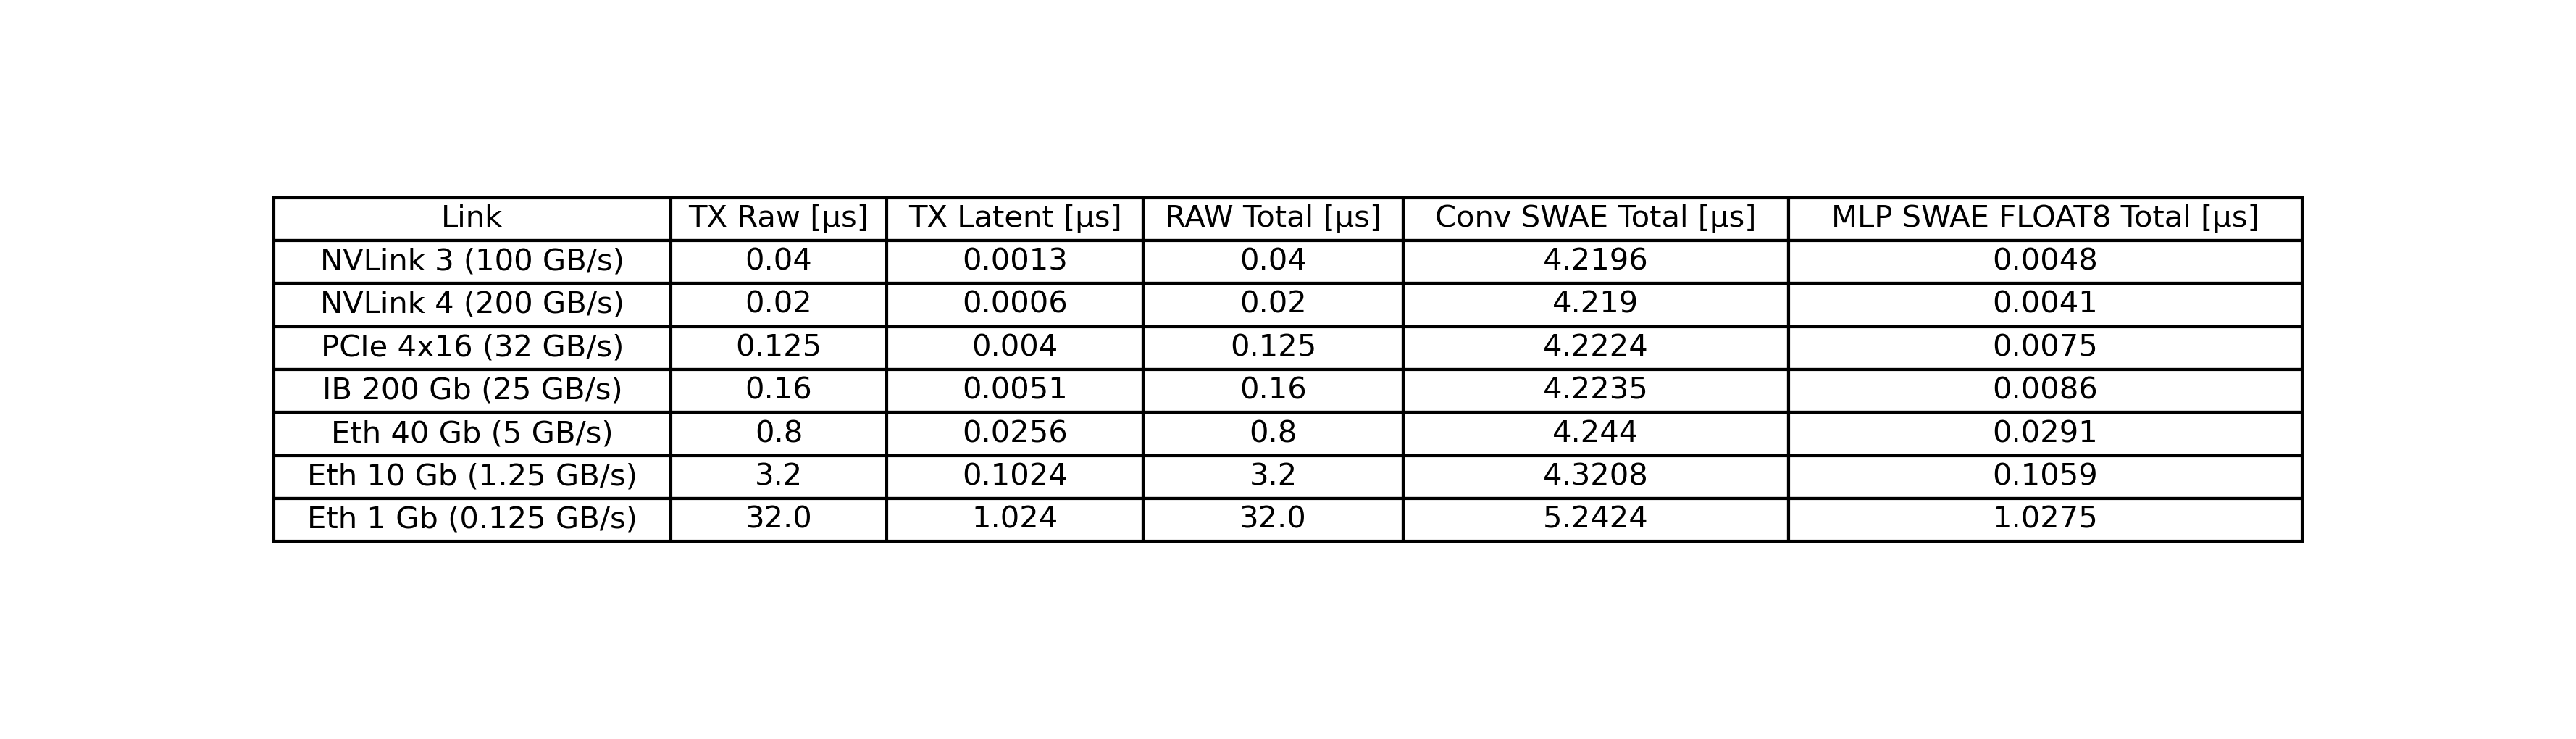 Link TX Raw [µs] TX Latent [µs] RAW Total [µs] Conv SWAE Total [µs] MLP SWAE FLOAT8 Total [µs]
NVLink 3 (100 GB/s) 0.04 0.0013 0.04 4.2196 0.0048
NVLink 4 (200 GB/s) 0.02 0.0006 0.02 4.219 0.0041
PCIe 4x16 (32 GB/s) 0.125 0.004 0.125 4.2224 0.0075
IB 200 Gb (25 GB/s) 0.16 0.0051 0.16 4.2235 0.0086
Eth 40 Gb (5 GB/s) 0.8 0.0256 0.8 4.244 0.0291
Eth 10 Gb (1.25 GB/s) 3.2 0.1024 3.2 4.3208 0.1059
Eth 1 Gb (0.125 GB/s) 32.0 1.024 32.0 5.2424 1.0275